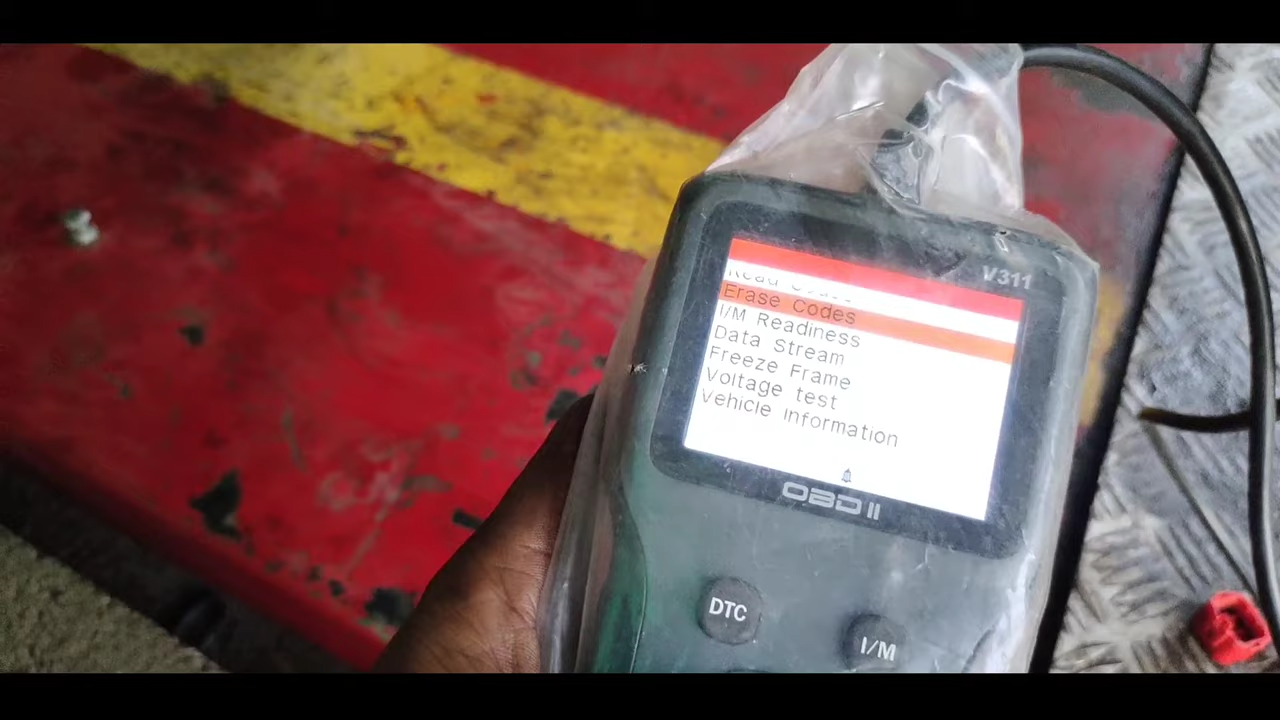 V311
Read Codes
Erase Codes
I/M Readiness
Data Stream
Freeze Frame
Voltage test
Vehicle Information
OBD II
DTC
I/M